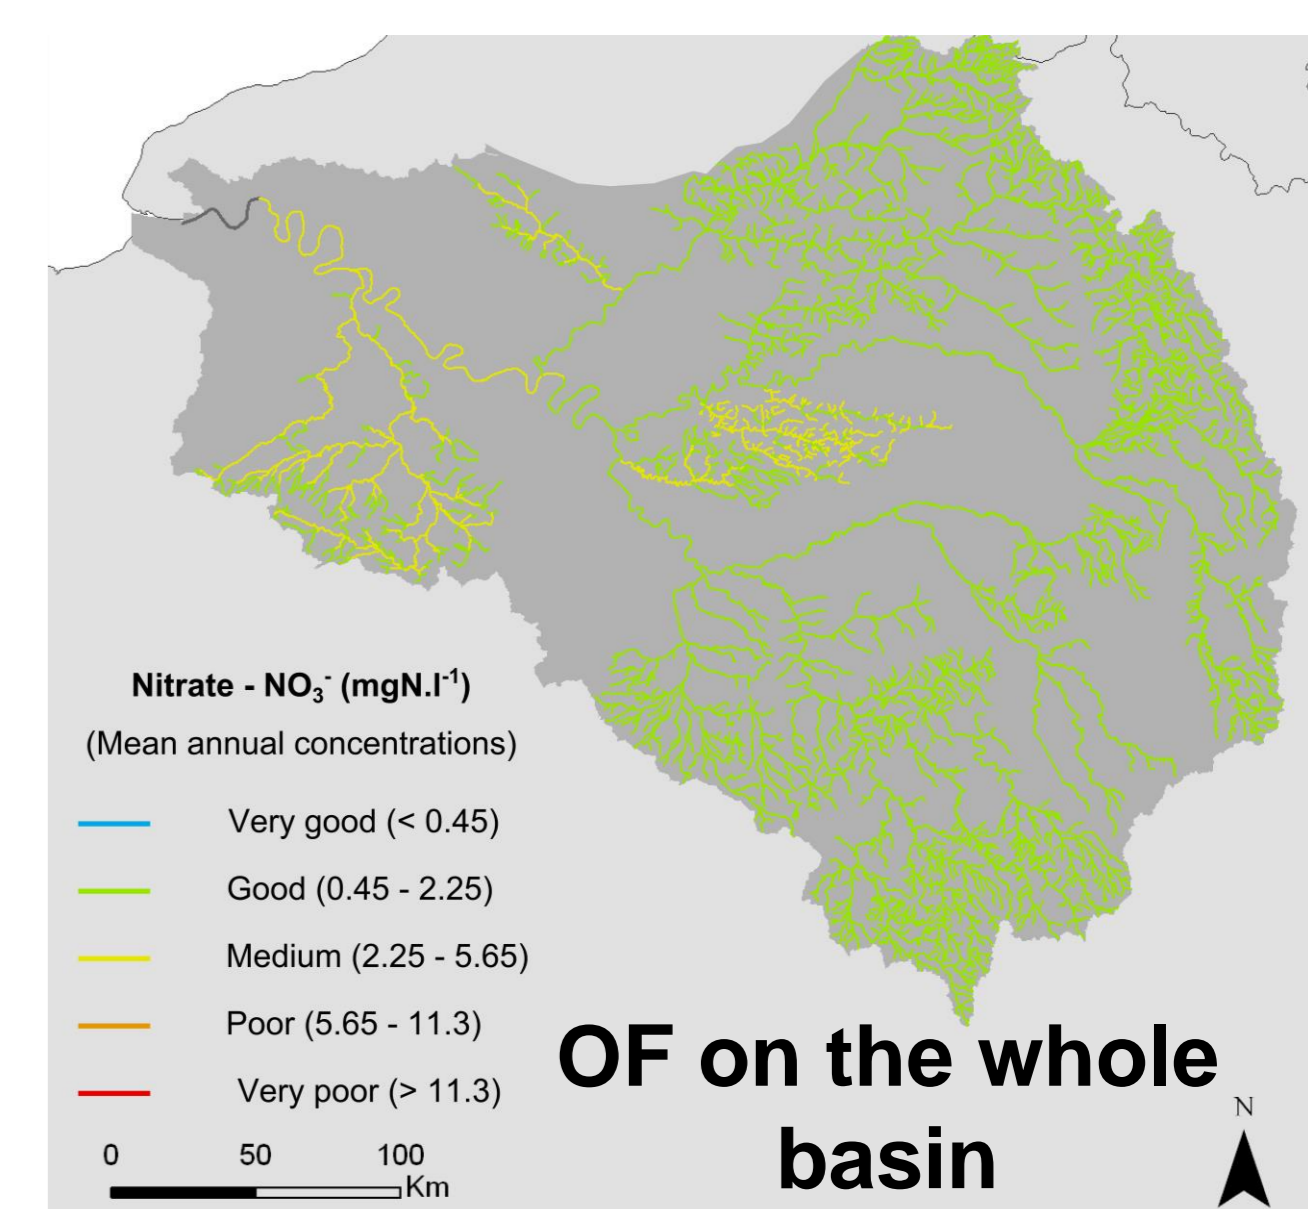 Nitrate - NO₃⁻ (mgN.l⁻¹)
(Mean annual concentrations)
Very good (< 0.45)
Good (0.45 - 2.25)
Medium (2.25 - 5.65)
Poor (5.65 - 11.3)
Very poor (> 11.3)
0 50 100
Km
OF on the whole
basin
N